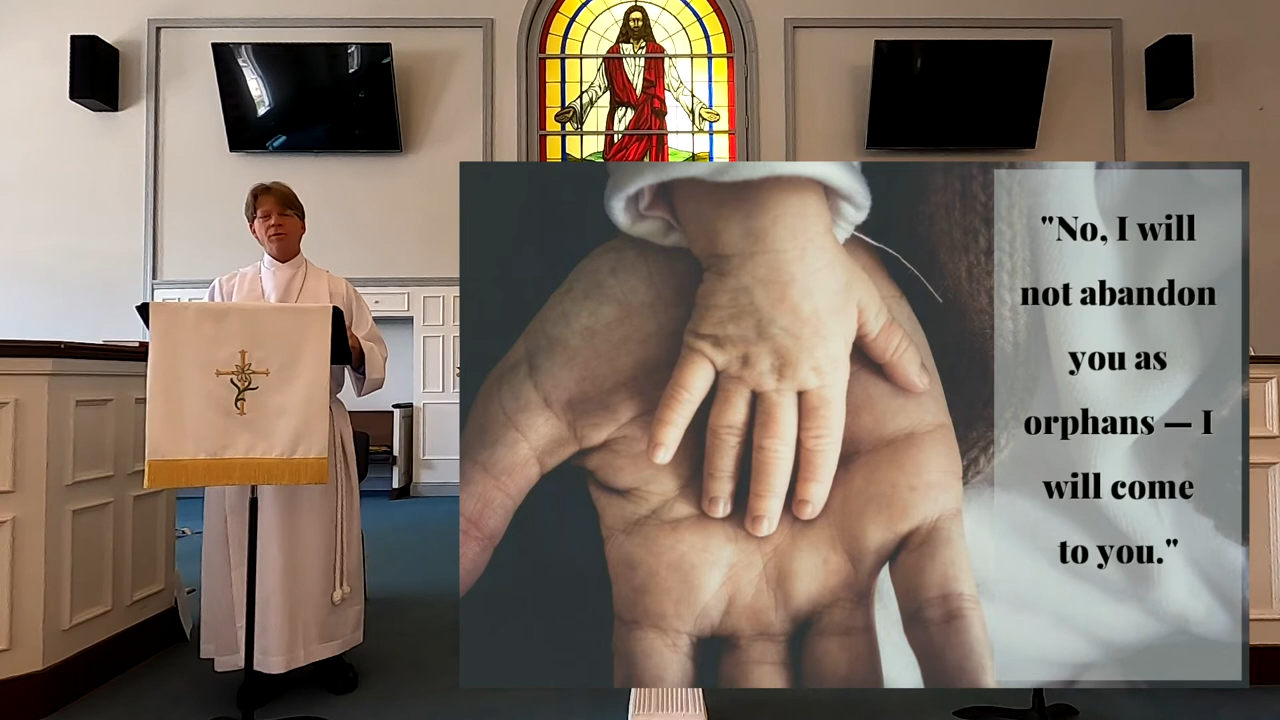 "No, I will
not abandon
you as
orphans — I
will come
to you."